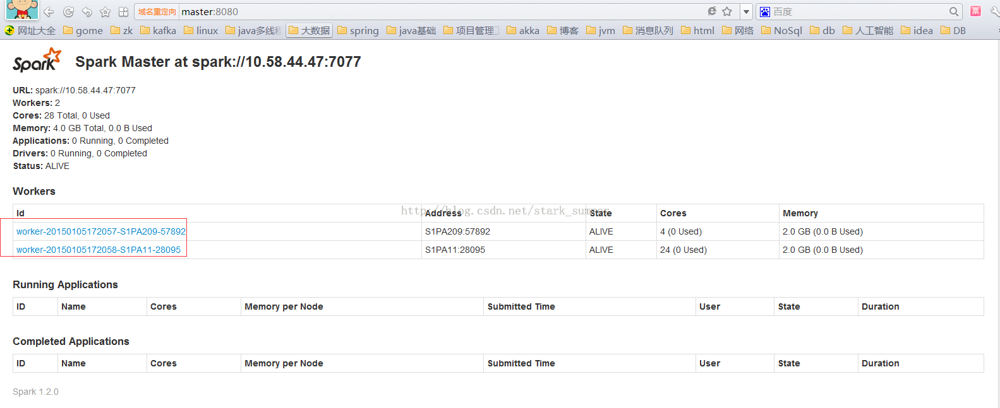 域名重定向 master:8080 百度 票
网址大全 gome zk kafka linux java多线程 大数据 spring java基础 项目管理 akka 博客 jvm 消息队列 html 网络 NoSql db 人工智能 idea DB
Spark Spark Master at spark://10.58.44.47:7077
URL: spark://10.58.44.47:7077
Workers: 2
Cores: 28 Total, 0 Used
Memory: 4.0 GB Total, 0.0 B Used
Applications: 0 Running, 0 Completed
Drivers: 0 Running, 0 Completed
Status: ALIVE
Workers
http://blog.csdn.net/stark_summer
Id Address State Cores Memory
worker-20150105172057-S1PA209-57892 S1PA209:57892 ALIVE 4 (0 Used) 2.0 GB (0.0 B Used)
worker-20150105172058-S1PA11-28095 S1PA11:28095 ALIVE 24 (0 Used) 2.0 GB (0.0 B Used)
Running Applications
ID Name Cores Memory per Node Submitted Time User State Duration
Completed Applications
ID Name Cores Memory per Node Submitted Time User State Duration
Spark 1.2.0